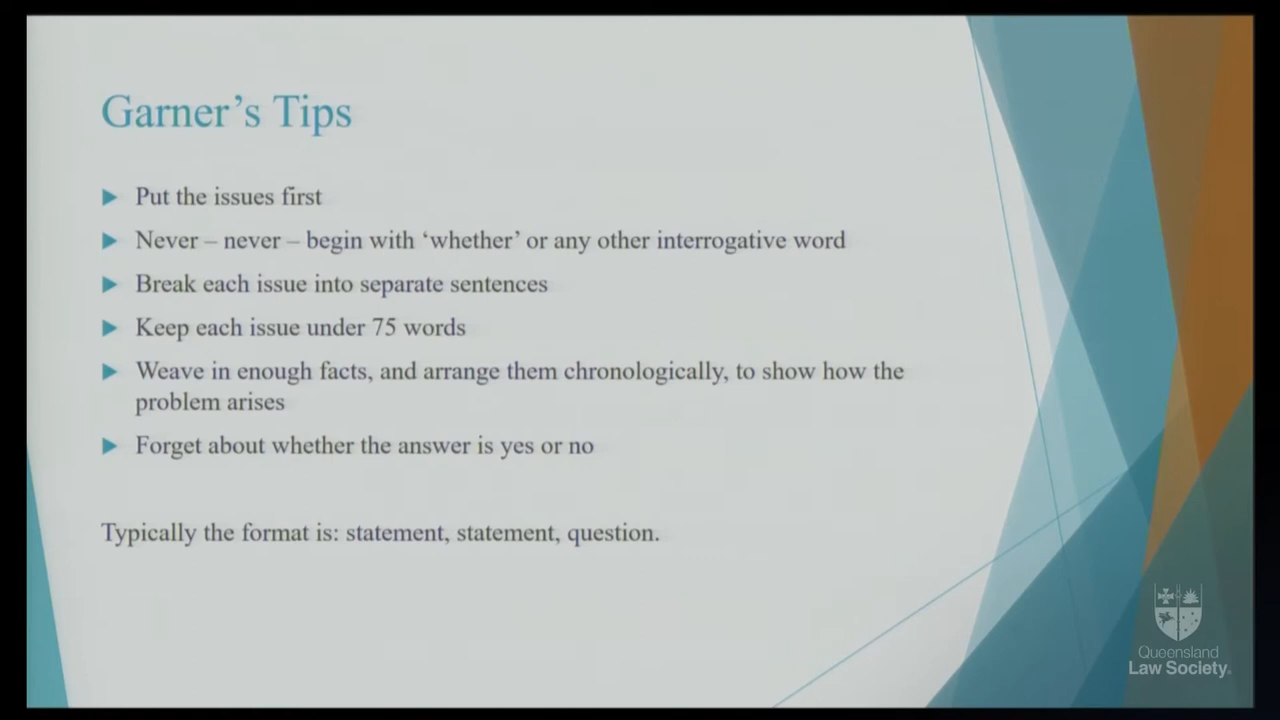 Garner’s Tips
Put the issues first
Never – never – begin with ‘whether’ or any other interrogative word
Break each issue into separate sentences
Keep each issue under 75 words
Weave in enough facts, and arrange them chronologically, to show how the
problem arises
Forget about whether the answer is yes or no
Typically the format is: statement, statement, question.
Queensland
Law Society.